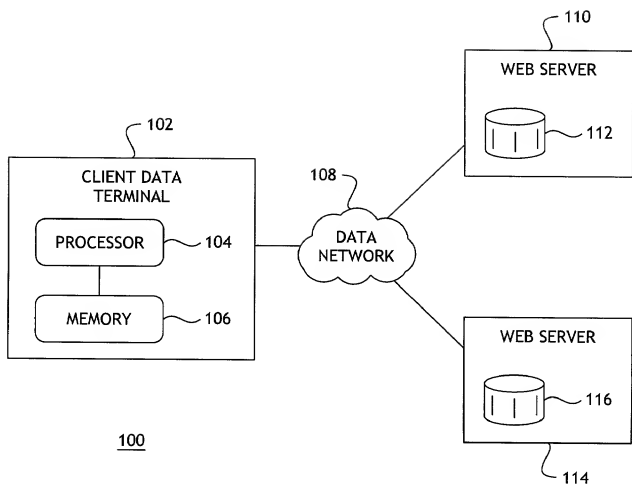 110
WEB SERVER
112
102
CLIENT DATA
TERMINAL
PROCESSOR
104
MEMORY
106
108
DATA
NETWORK
WEB SERVER
116
114
100